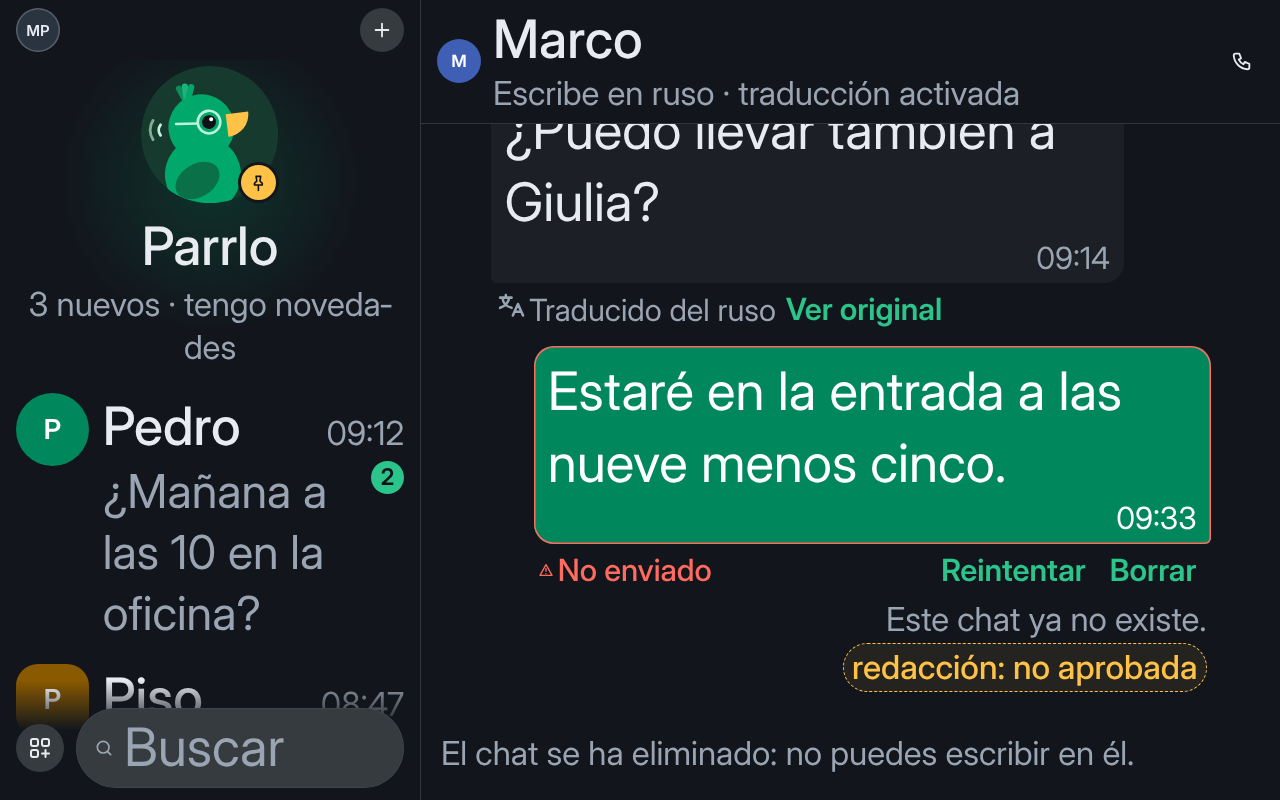 MP
Parrlo
3 nuevos · tengo noveda-
des
P
Pedro
09:12
¿Mañana a
las 10 en la
oficina?
2
P
Piso
08:47
Buscar
M
Marco
Escribe en ruso · traducción activada
¿Puedo llevar también a
Giulia?
09:14
Traducido del ruso Ver original
Estaré en la entrada a las
nueve menos cinco.
09:33
No enviado
Reintentar Borrar
Este chat ya no existe.
redacción: no aprobada
El chat se ha eliminado: no puedes escribir en él.